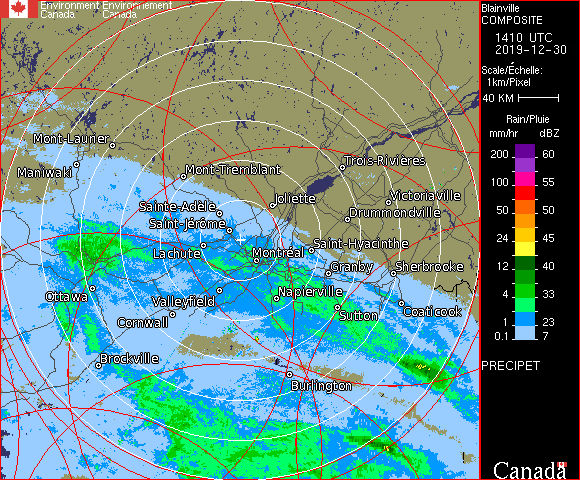 Environment Environnement
Canada Canada
Blainville
COMPOSITE
1410 UTC
2019-12-30
Scale/Échelle:
1km/Pixel
40 KM
Rain/Pluie
mm/hr dBZ
200 60
100 55
50 50
24 45
12 40
4 33
1 23
0.1 7
PRECIPET
Canada
Mont-Laurier
Maniwaki
Mont-Tremblant
Trois-Rivières
Sainte-Adèle
Joliette
Victoriaville
Saint-Jérôme
Drummondville
Lachute
Montréal
Saint-Hyacinthe
Granby
Sherbrooke
Ottawa
Valleyfield
Napierville
Cornwall
Sutton
Coaticook
Brockville
Burlington